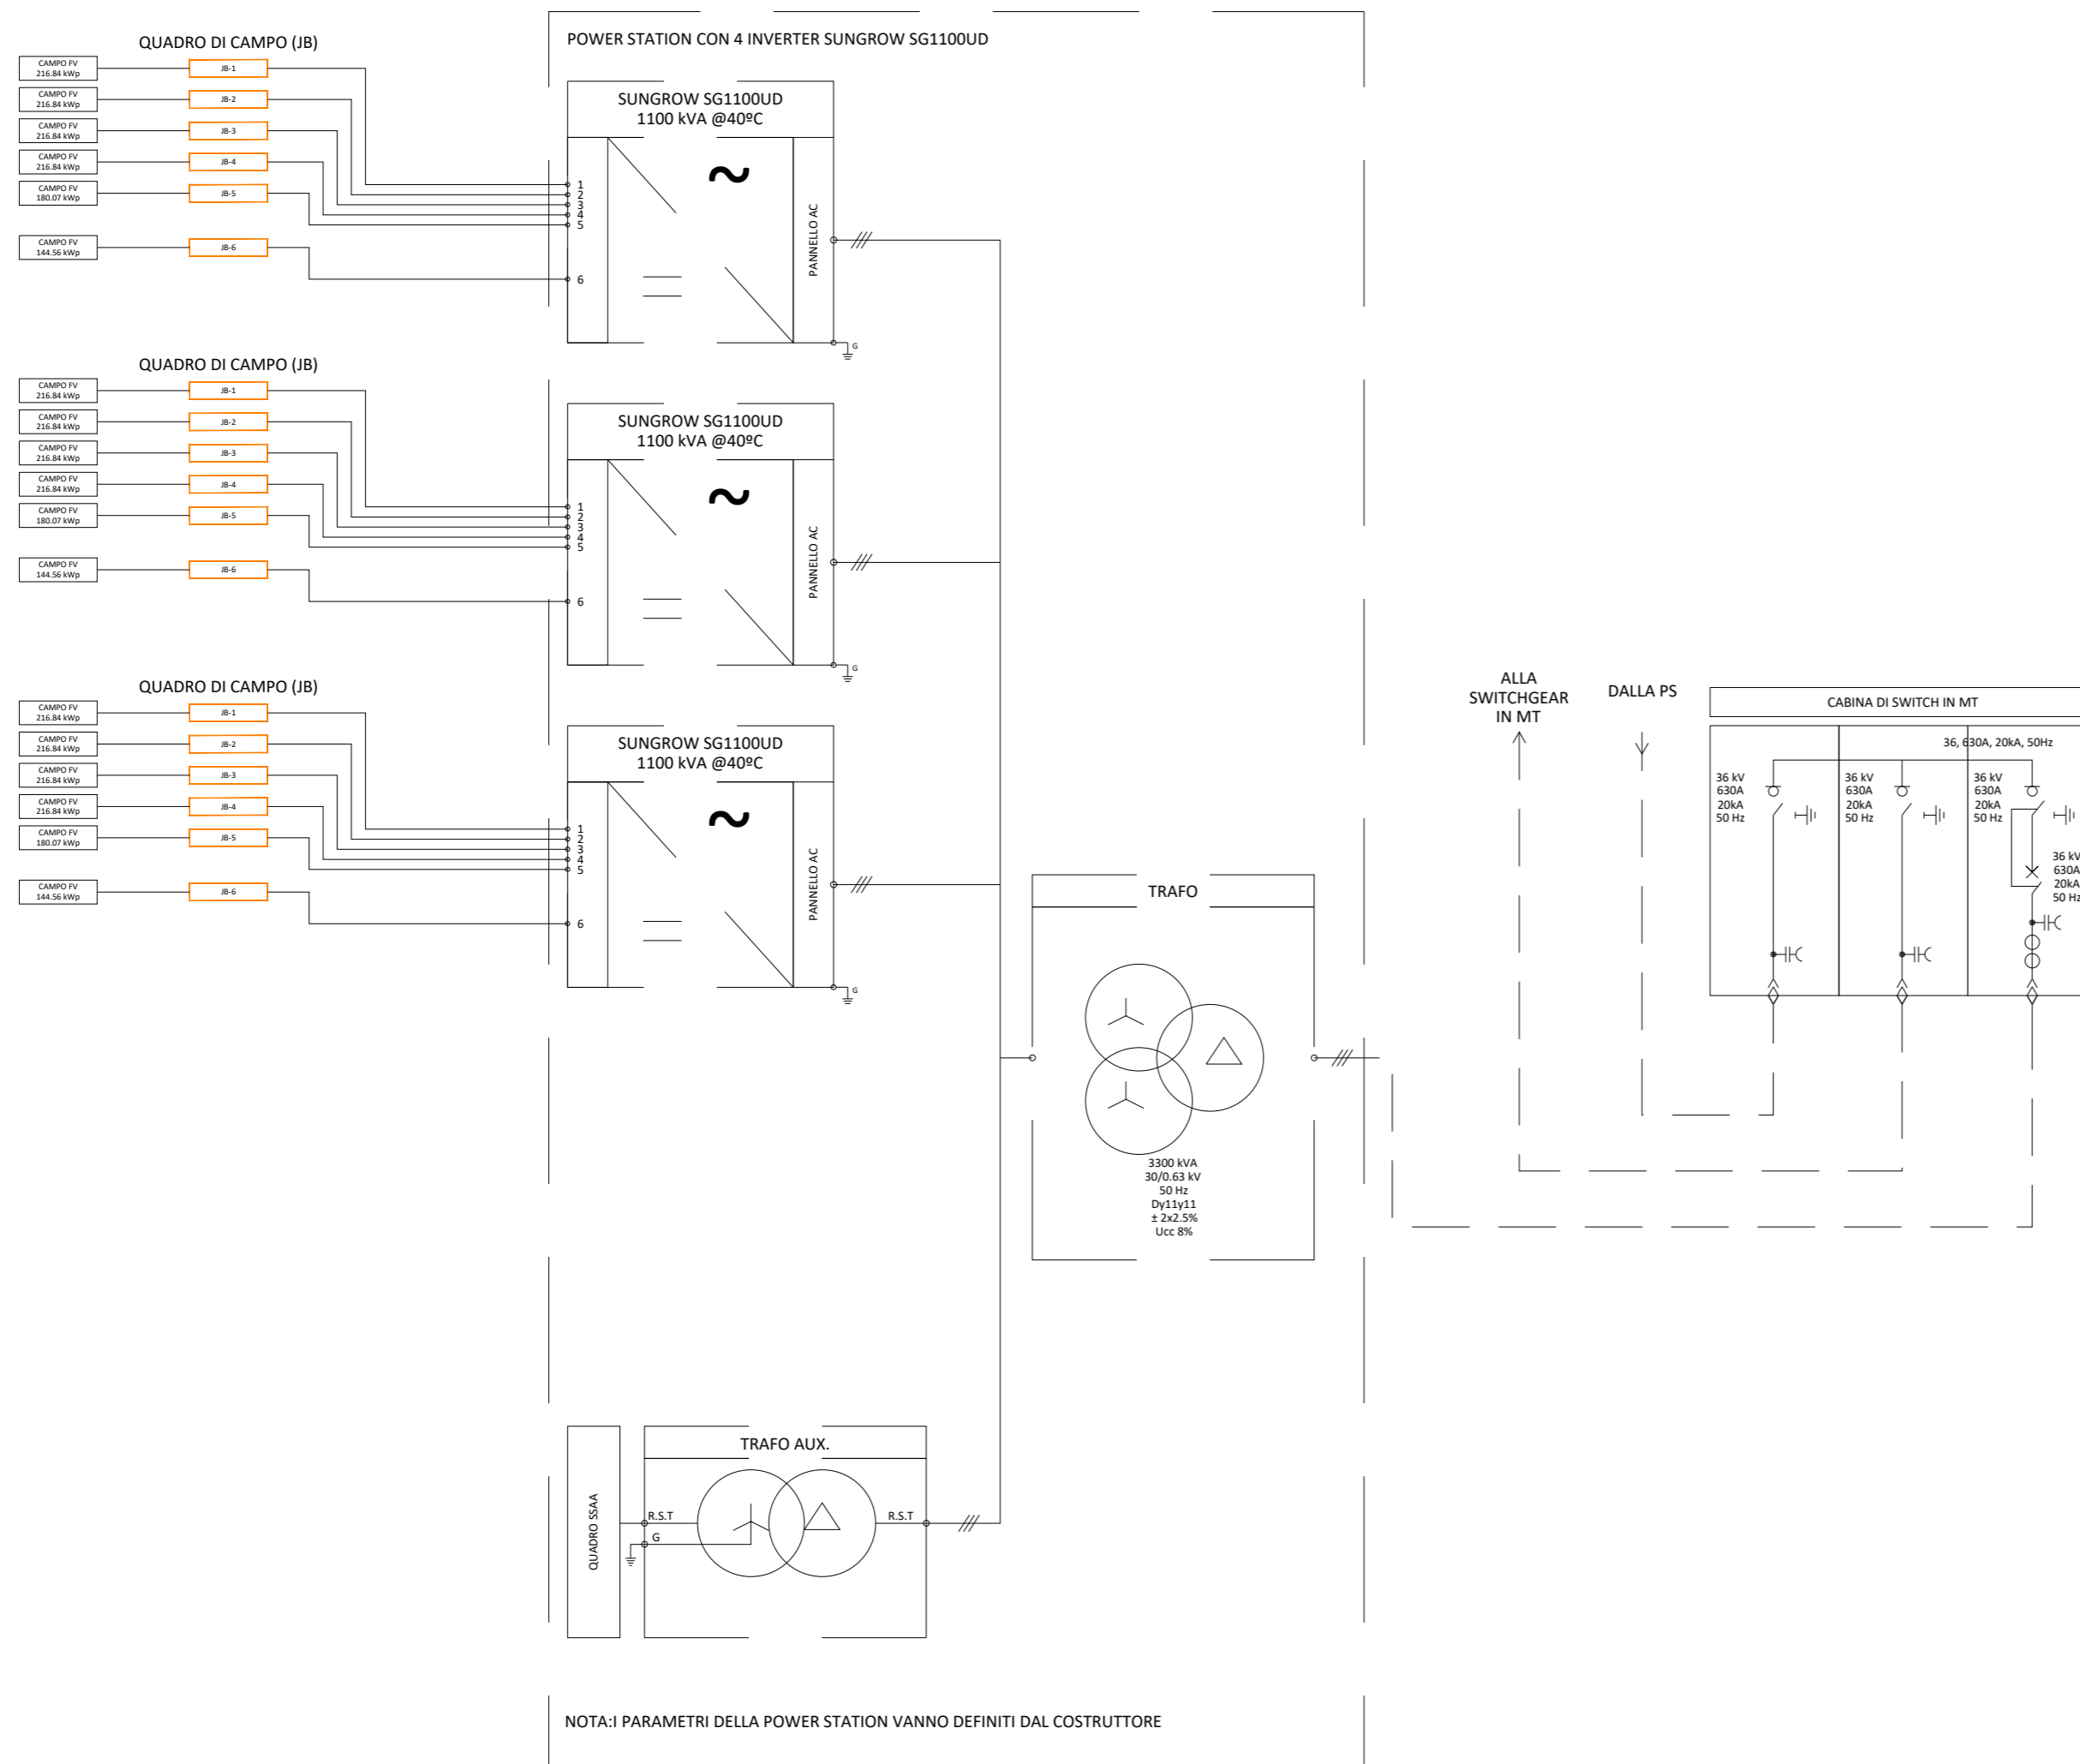 POWER STATION CON 4 INVERTER SUNGROW SG1100UD
QUADRO DI CAMPO (JB)
CAMPO FV
216.84 kWp
JB-1
CAMPO FV
216.84 kWp
JB-2
CAMPO FV
216.84 kWp
JB-3
CAMPO FV
216.84 kWp
JB-4
CAMPO FV
180.07 kWp
JB-5
CAMPO FV
144.56 kWp
JB-6
SUNGROW SG1100UD
1100 kVA @40ºC
1
2
3
4
5
6
PANNELLO AC
G
QUADRO DI CAMPO (JB)
CAMPO FV
216.84 kWp
JB-1
CAMPO FV
216.84 kWp
JB-2
CAMPO FV
216.84 kWp
JB-3
CAMPO FV
216.84 kWp
JB-4
CAMPO FV
180.07 kWp
JB-5
CAMPO FV
144.56 kWp
JB-6
SUNGROW SG1100UD
1100 kVA @40ºC
1
2
3
4
5
6
PANNELLO AC
G
QUADRO DI CAMPO (JB)
CAMPO FV
216.84 kWp
JB-1
CAMPO FV
216.84 kWp
JB-2
CAMPO FV
216.84 kWp
JB-3
CAMPO FV
216.84 kWp
JB-4
CAMPO FV
180.07 kWp
JB-5
CAMPO FV
144.56 kWp
JB-6
SUNGROW SG1100UD
1100 kVA @40ºC
1
2
3
4
5
6
PANNELLO AC
G
ALLA
SWITCHGEAR
IN MT
DALLA PS
CABINA DI SWITCH IN MT
36, 630A, 20kA, 50Hz
36 kV
630A
20kA
50 Hz
36 kV
630A
20kA
50 Hz
36 kV
630A
20kA
50 Hz
36 kV
630A
20kA
50 Hz
TRAFO
3300 kVA
30/0.63 kV
50 Hz
Dy11y11
± 2x2.5%
Ucc 8%
QUADRO SSAA
TRAFO AUX.
R.S.T
G
R.S.T
NOTA:I PARAMETRI DELLA POWER STATION VANNO DEFINITI DAL COSTRUTTORE